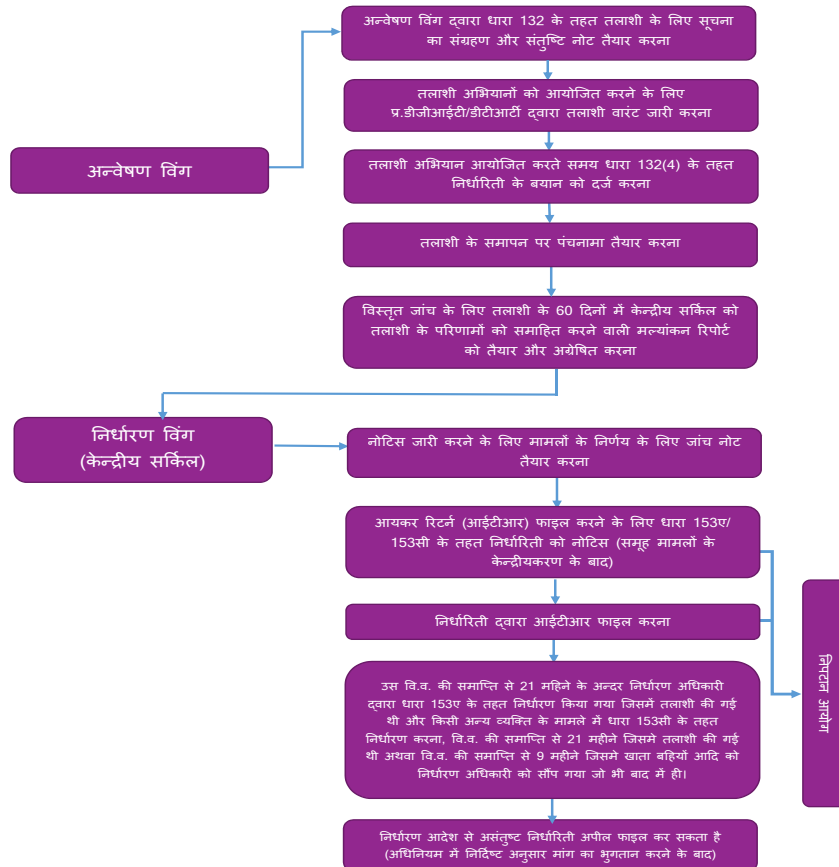 अन्वेषण विंग द्वारा धारा 132 के तहत तलाशी के लिए सूचना
का संग्रहण और संतुष्टि नोट तैयार करना
तलाशी अभियानों को आयोजित करने के लिए
प्र.डीजीआईटी/डीटीआर्टी द्वारा तलाशी वारंट जारी करना
अन्वेषण विंग
तलाशी अभियान आयोजित करते समय धारा 132(4) के तहत
निर्धारिती के बयान को दर्ज करना
तलाशी के समापन पर पंचनामा तैयार करना
विस्तृत जांच के लिए तलाशी के 60 दिनों में केन्द्रीय सर्किल को
तलाशी के परिणामों को समाहित करने वाली मल्यांकन रिपोर्ट
को तैयार और अग्रेषित करना
निर्धारण विंग
(केन्द्रीय सर्किल)
नोटिस जारी करने के लिए मामलों के निर्णय के लिए जांच नोट
तैयार करना
आयकर रिटर्न (आईटीआर) फाइल करने के लिए धारा 153ए/
153सी के तहत निर्धारिती को नोटिस (समूह मामलों के
केन्द्रीयकरण के बाद)
निर्धारिती द्वारा आईटीआर फाइल करना
निपटान आयोग
उस वि.व. की समाप्ति से 21 महिने के अन्दर निर्धारण अधिकारी
द्वारा धारा 153ए के तहत निर्धारण किया गया जिसमें तलाशी की गई
थी और किसी अन्य व्यक्ति के मामले में धारा 153सी के तहत
निर्धारण करना, वि.व. की समाप्ति से 21 महीने जिसमे तलाशी की गई
थी अथवा वि.व. की समाप्ति से 9 महीने जिसमे खाता बहियों आदि को
निर्धारण अधिकारी को सौंप गया जो भी बाद में ही।
निर्धारण आदेश से असंतुष्ट निर्धारिती अपील फाइल कर सकता है
(अधिनियम में निर्दिष्ट अनुसार मांग का भुगतान करने के बाद)